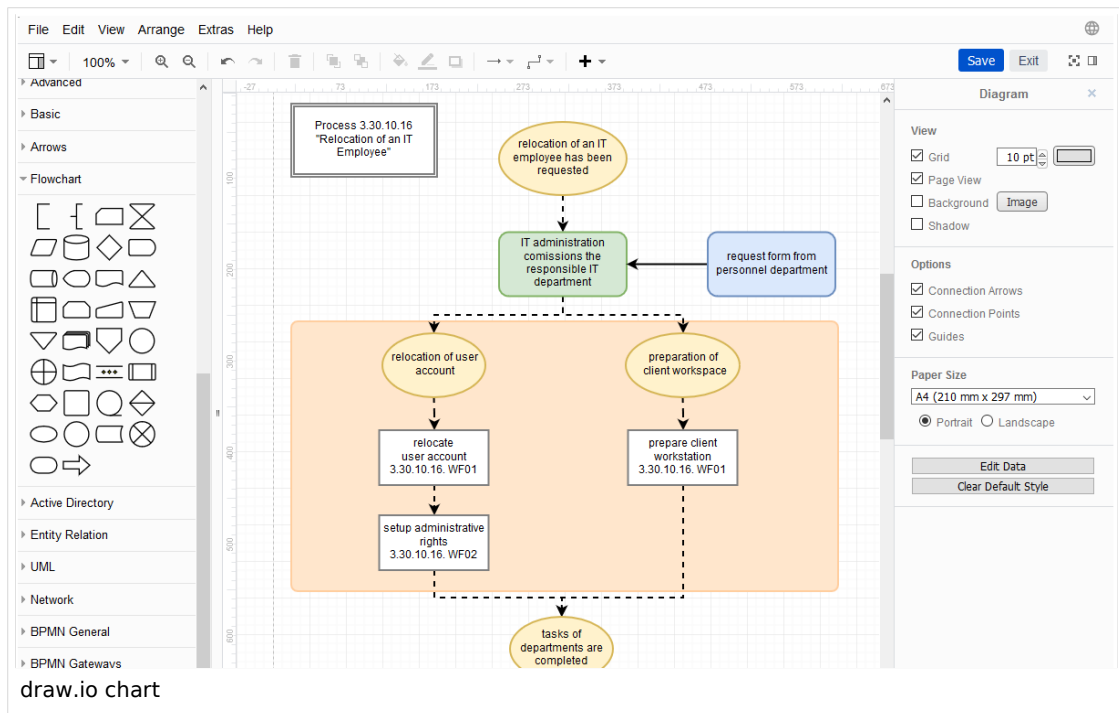 File Edit View Arrange Extras Help
100% Save Exit
Advanced
Basic
Arrows
Flowchart
Active Directory
Entity Relation
UML
Network
BPMN General
BPMN Gateways
-27 73 173 273 373 473 573 673
100
200
300
400
500
600
Process 3.30.10.16
"Relocation of an IT
Employee"
relocation of an IT
employee has been
requested
IT administration
comissions the
responsible IT
department
request form from
personnel department
relocation of user
account
preparation of
client workspace
relocate
user account
3.30.10.16. WF01
prepare client
workstation
3.30.10.16. WF01
setup administrative
rights
3.30.10.16. WF02
tasks of
departments are
completed
Diagram
View
Grid 10 pt
Page View
Background Image
Shadow
Options
Connection Arrows
Connection Points
Guides
Paper Size
A4 (210 mm x 297 mm)
Portrait Landscape
Edit Data
Clear Default Style
draw.io chart